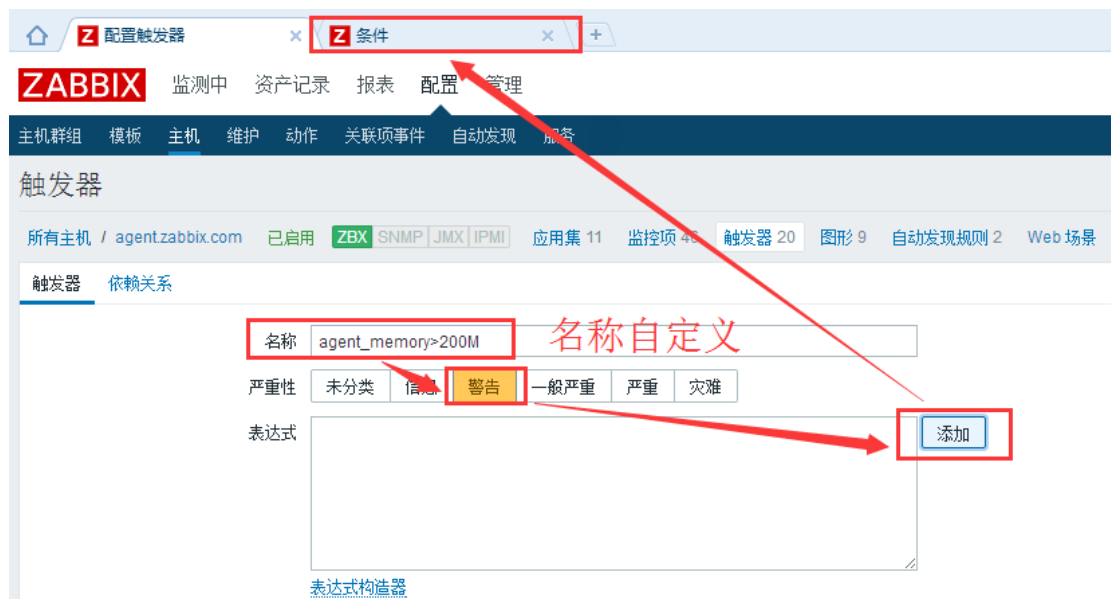 配置触发器 × Z 条件 × +
ZABBIX 监测中 资产记录 报表 配置 管理
主机群组 模板 主机 维护 动作 关联项事件 自动发现 服务
触发器
所有主机 / agent.zabbix.com 已启用 ZBX SNMP JMX IPMI 应用集 11 监控项 46 触发器 20 图形 9 自动发现规则 2 Web 场景
触发器 依赖关系
名称 agent_memory>200M 名称自定义
严重性 未分类 信息 警告 一般严重 严重 灾难
表达式 添加
表达式构造器